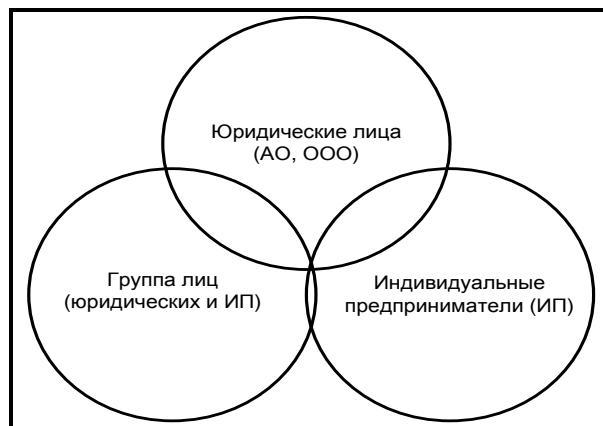 Юридические лица
(АО, ООО)
Группа лиц
(юридических и ИП)
Индивидуальные
предприниматели (ИП)